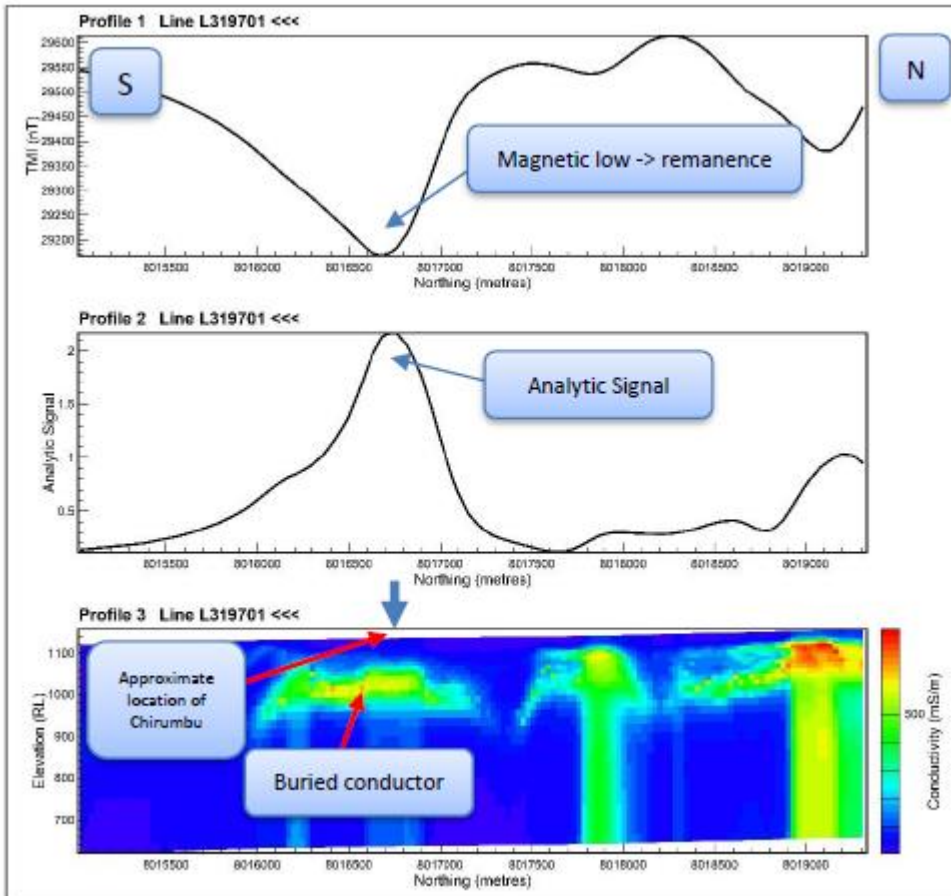 Profile 1 Line L319701 <<<
S
N
TMI (nT)
29600
29550
29500
29450
29400
29350
29300
29250
29200
Magnetic low -> remanence
8015500 8016000 8016500 8017000 8017500 8018000 8018500 8019000
Northing (metres)
Profile 2 Line L319701 <<<
Analytic Signal
2
1.5
1
0.5
Analytic Signal
8015500 8016000 8016500 8017000 8017500 8018000 8018500 8019000
Northing (metres)
Profile 3 Line L319701 <<<
Elevation (RL)
1100
1000
900
800
700
Approximate
location of
Chirumbu
Buried conductor
500
Conductivity (mS/m)
8015500 8016000 8016500 8017000 8017500 8018000 8018500 8019000
Northing (metres)